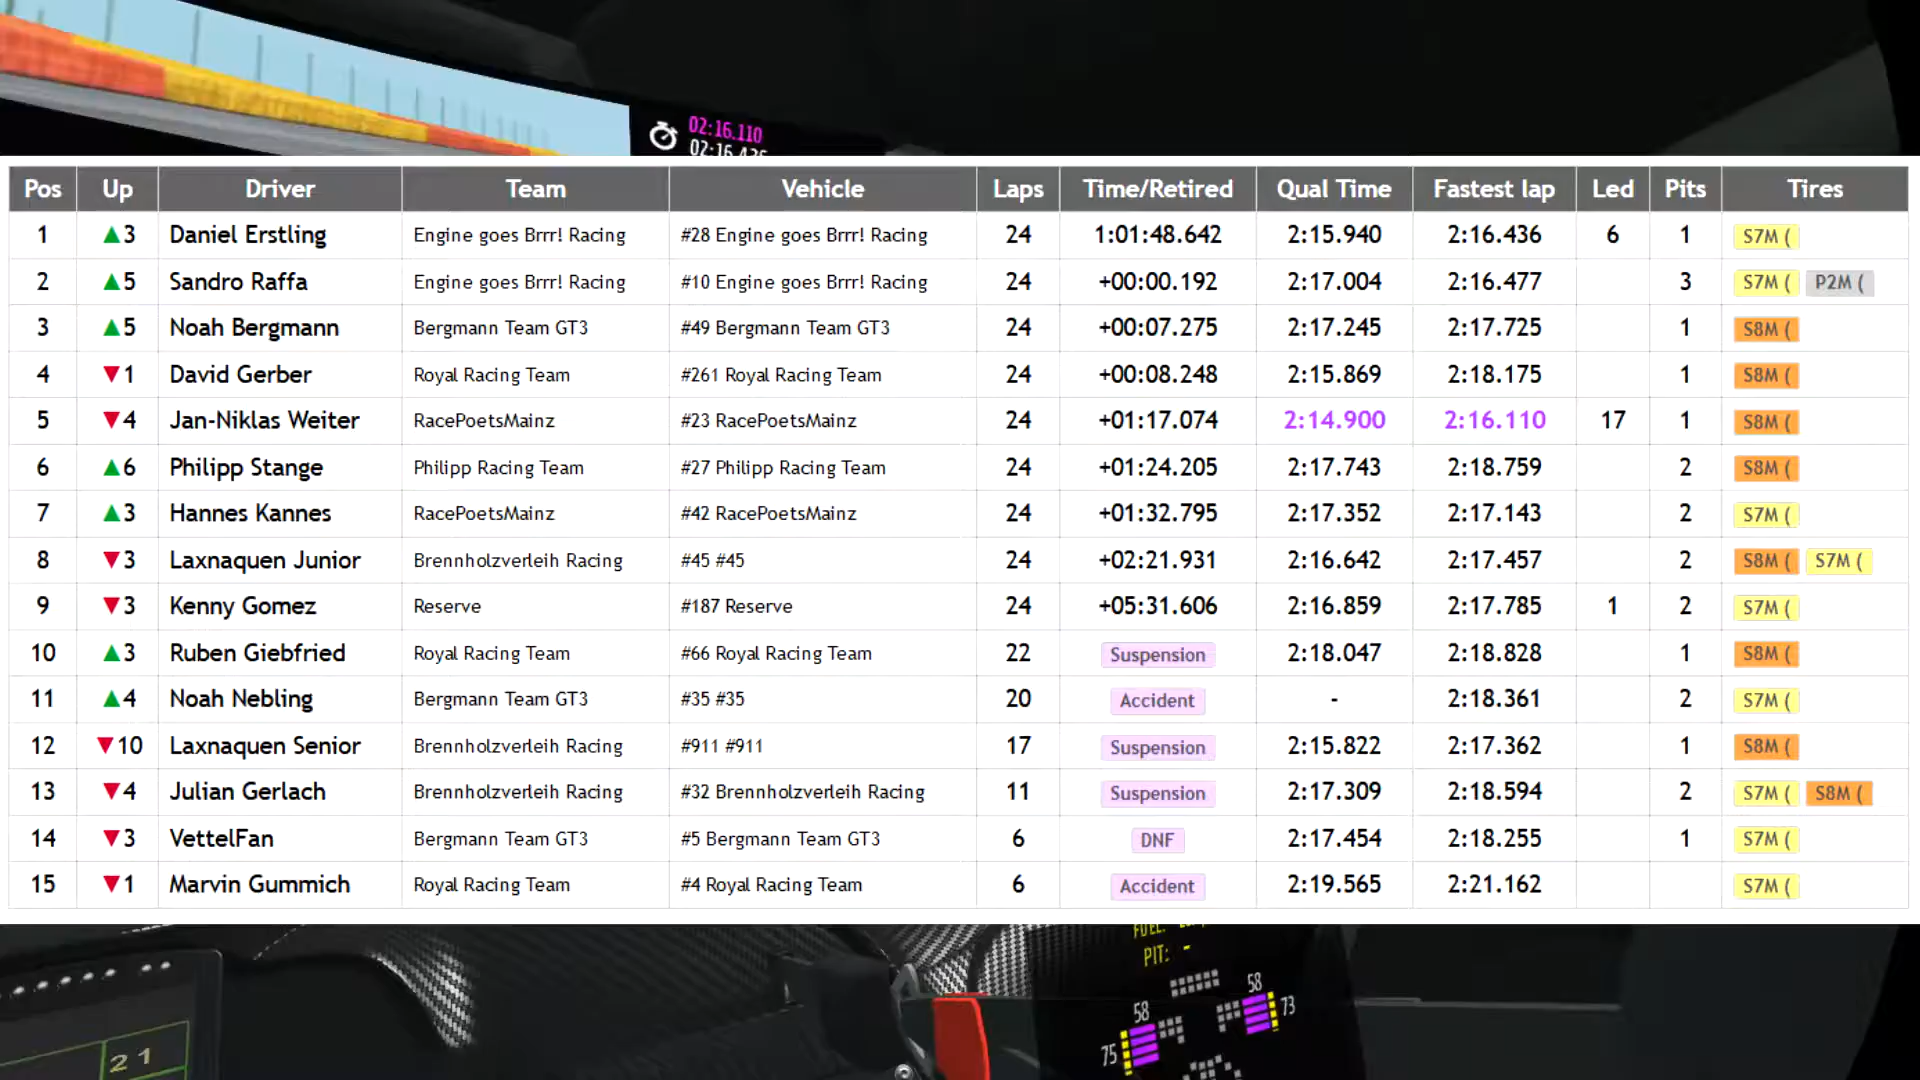 02:16.110
Pos Up Driver Team Vehicle Laps Time/Retired Qual Time Fastest lap Led Pits Tires
1 ▲3 Daniel Erstling Engine goes Brrr! Racing #28 Engine goes Brrr! Racing 24 1:01:48.642 2:15.940 2:16.436 6 1 S7M (
2 ▲5 Sandro Raffa Engine goes Brrr! Racing #10 Engine goes Brrr! Racing 24 +00:00.192 2:17.004 2:16.477 3 S7M ( P2M (
3 ▲5 Noah Bergmann Bergmann Team GT3 #49 Bergmann Team GT3 24 +00:07.275 2:17.245 2:17.725 1 S8M (
4 ▼1 David Gerber Royal Racing Team #261 Royal Racing Team 24 +00:08.248 2:15.869 2:18.175 1 S8M (
5 ▼4 Jan-Niklas Weiter RacePoetsMainz #23 RacePoetsMainz 24 +01:17.074 2:14.900 2:16.110 17 1 S8M (
6 ▲6 Philipp Stange Philipp Racing Team #27 Philipp Racing Team 24 +01:24.205 2:17.743 2:18.759 2 S8M (
7 ▲3 Hannes Kannes RacePoetsMainz #42 RacePoetsMainz 24 +01:32.795 2:17.352 2:17.143 2 S7M (
8 ▼3 Laxnaquen Junior Brennholzverleih Racing #45 #45 24 +02:21.931 2:16.642 2:17.457 2 S8M ( S7M (
9 ▼3 Kenny Gomez Reserve #187 Reserve 24 +05:31.606 2:16.859 2:17.785 1 2 S7M (
10 ▲3 Ruben Giebfried Royal Racing Team #66 Royal Racing Team 22 Suspension 2:18.047 2:18.828 1 S8M (
11 ▲4 Noah Nebling Bergmann Team GT3 #35 #35 20 Accident - 2:18.361 2 S7M (
12 ▼10 Laxnaquen Senior Brennholzverleih Racing #911 #911 17 Suspension 2:15.822 2:17.362 1 S8M (
13 ▼4 Julian Gerlach Brennholzverleih Racing #32 Brennholzverleih Racing 11 Suspension 2:17.309 2:18.594 2 S7M ( S8M (
14 ▼3 VettelFan Bergmann Team GT3 #5 Bergmann Team GT3 6 DNF 2:17.454 2:18.255 1 S7M (
15 ▼1 Marvin Gummich Royal Racing Team #4 Royal Racing Team 6 Accident 2:19.565 2:21.162 S7M (
PIT: -
58 58
75 73
21